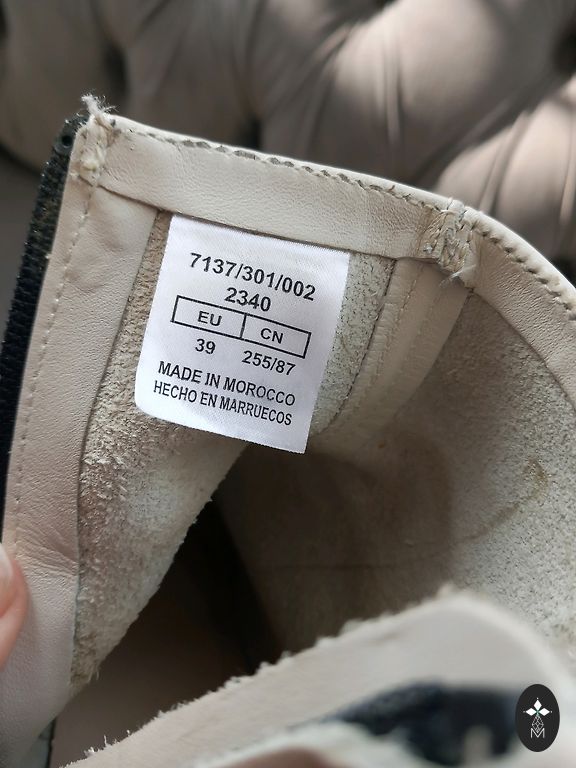 7137/301/002
2340
EU CN
39 255/87
MADE IN MOROCCO
HECHO EN MARRUECOS
M